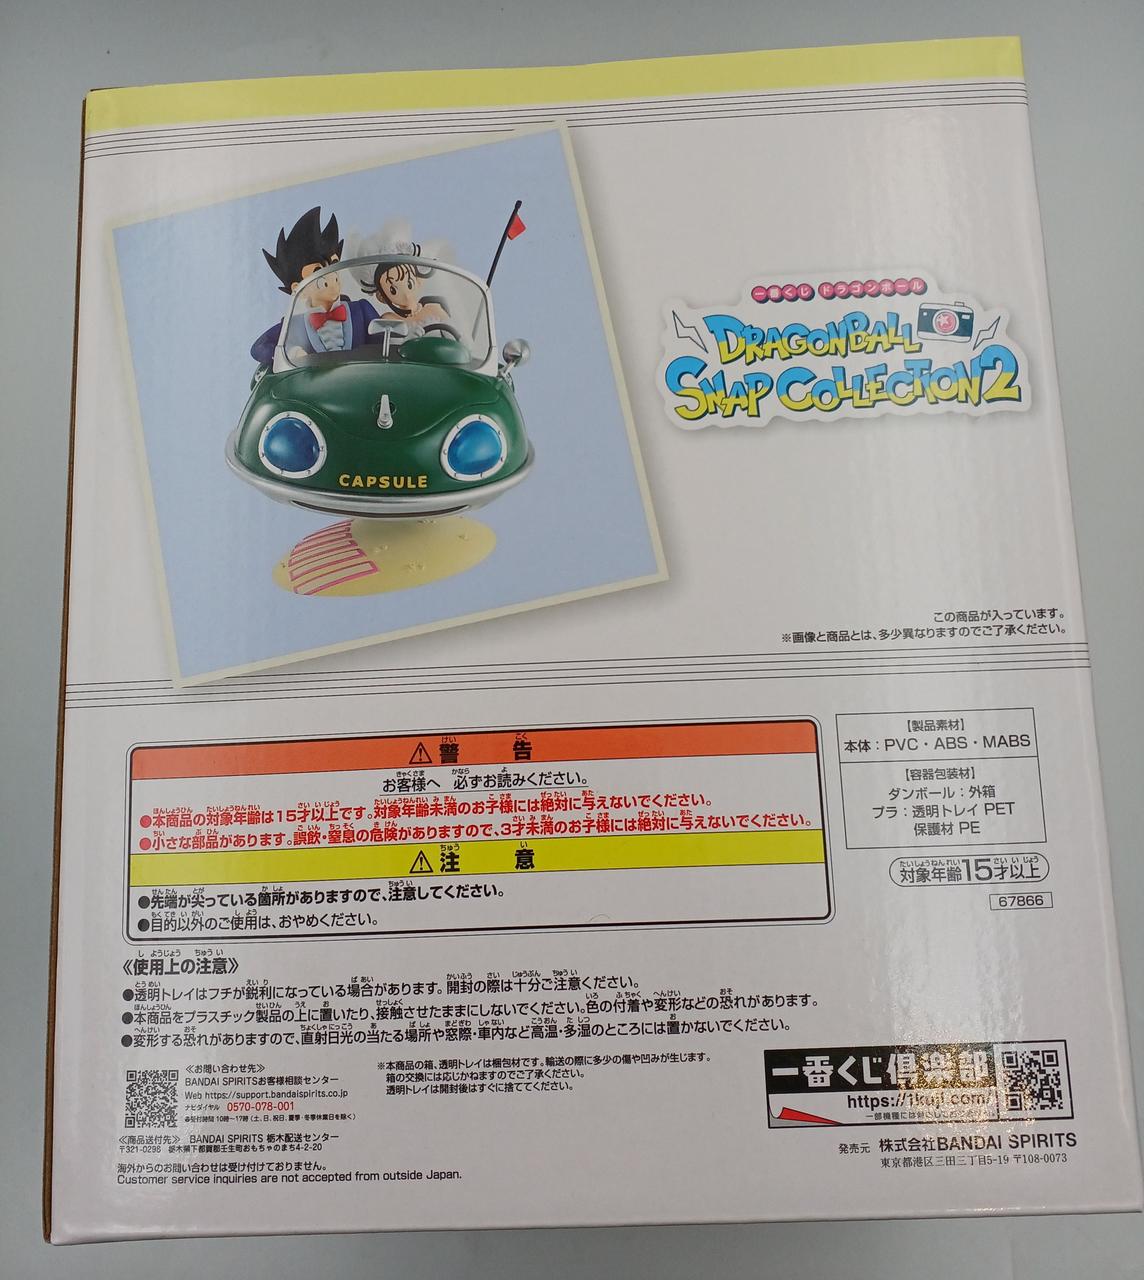 CAPSULE
一番くじ ドラゴンボール
DRAGONBALL
SNAP COLLECTION2
この商品が入っています。
※画像と商品とは、多少異なりますのでご了承ください。
警告
お客様へ 必ずお読みください。
●本商品の対象年齢は15才以上です。対象年齢未満のお子様には絶対に与えないでください。
●小さな部品があります。誤飲・窒息の危険がありますので、3才未満のお子様には絶対に与えないでください。
注意
●先端が尖っている箇所がありますので、注意してください。
●目的以外のご使用は、おやめください。
【製品素材】
本体：PVC・ABS・MABS
【容器包装材】
ダンボール：外箱
プラ：透明トレイ PET
保護材 PE
対象年齢15才以上
67866
《使用上の注意》
●透明トレイはフチが鋭利になっている場合があります。開封の際は十分ご注意ください。
●本商品をプラスチック製品の上に置いたり、接触させたままにしないでください。色の付着や変形などの恐れがあります。
●変形する恐れがありますので、直射日光の当たる場所や窓際・車内など高温・多湿のところには置かないでください。
≪お問い合わせ先≫
BANDAI SPIRITSお客様相談センター
Web https://support.bandaispirits.co.jp
ナビダイヤル 0570-078-001
●受付時間 10時〜17時 (土、日、祝日、夏季・冬季休業日を除く)
≪商品送付先≫ BANDAI SPIRITS 栃木配送センター
〒321-0298 栃木県下都賀郡壬生町おもちゃのまち4-2-20
海外からのお問い合わせは受け付けておりません。
Customer service inquiries are not accepted from outside Japan.
※本商品の箱、透明トレイは梱包材です。輸送の際に多少の傷や凹みが生じます。
箱の交換には応じかねますのでご了承ください。
透明トレイは開封後はすぐに捨ててください。
一番くじ倶楽部
https://1kuji.com/
発売元 株式会社BANDAI SPIRITS
東京都港区三田三丁目5-19 〒108-0073